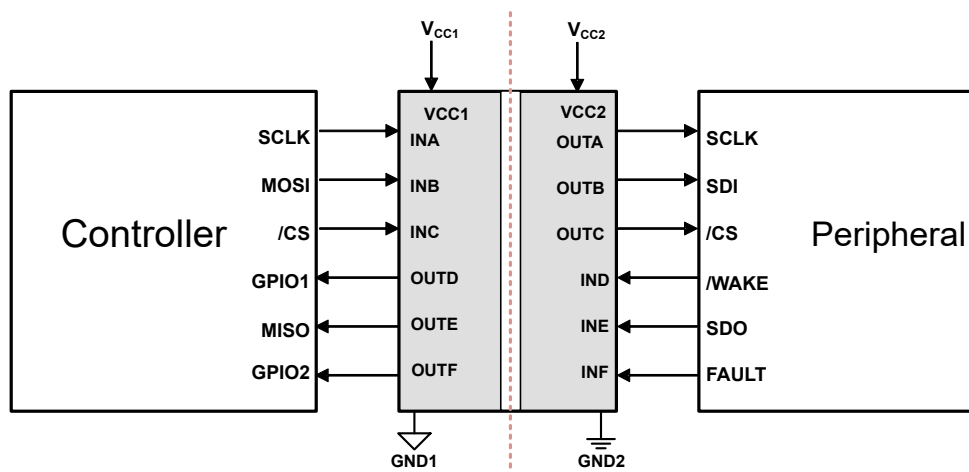 VCC1 VCC2
VCC1 VCC2
SCLK INA OUTA SCLK
MOSI INB OUTB SDI
Controller /CS INC OUTC /CS Peripheral
GPIO1 OUTD IND /WAKE
MISO OUTE INE SDO
GPIO2 OUTF INF FAULT
GND1 GND2